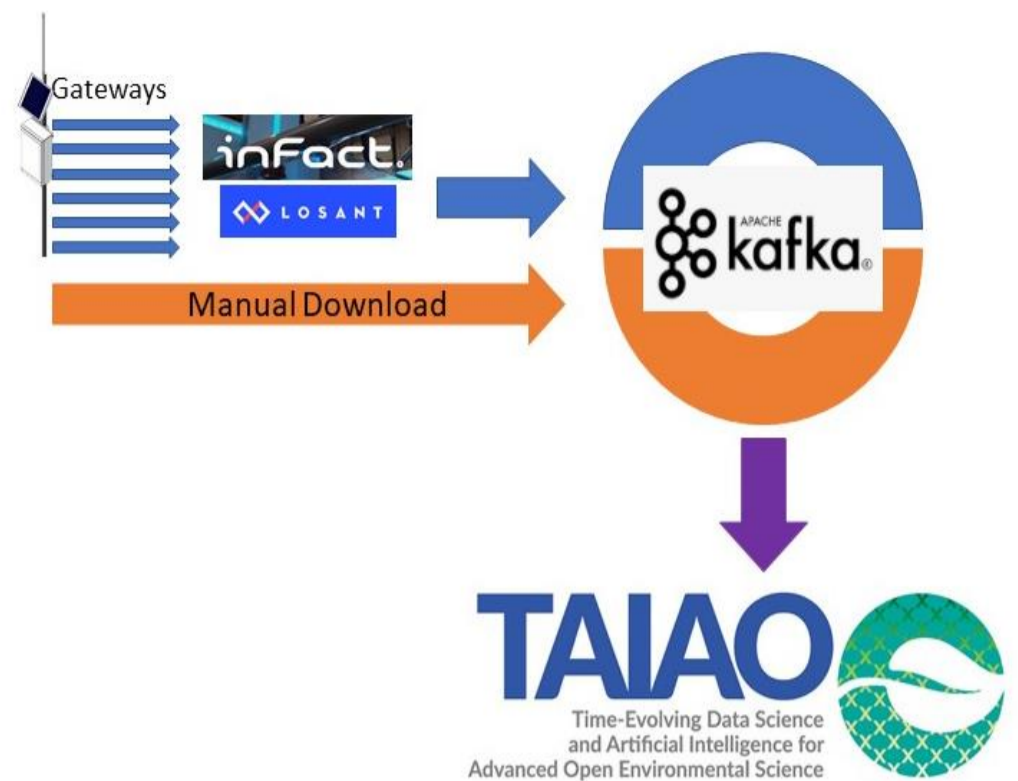 Gateways
inFact.
LOSANT
Manual Download
APACHE
kafka®
TAIAO
Time-Evolving Data Science
and Artificial Intelligence for
Advanced Open Environmental Science